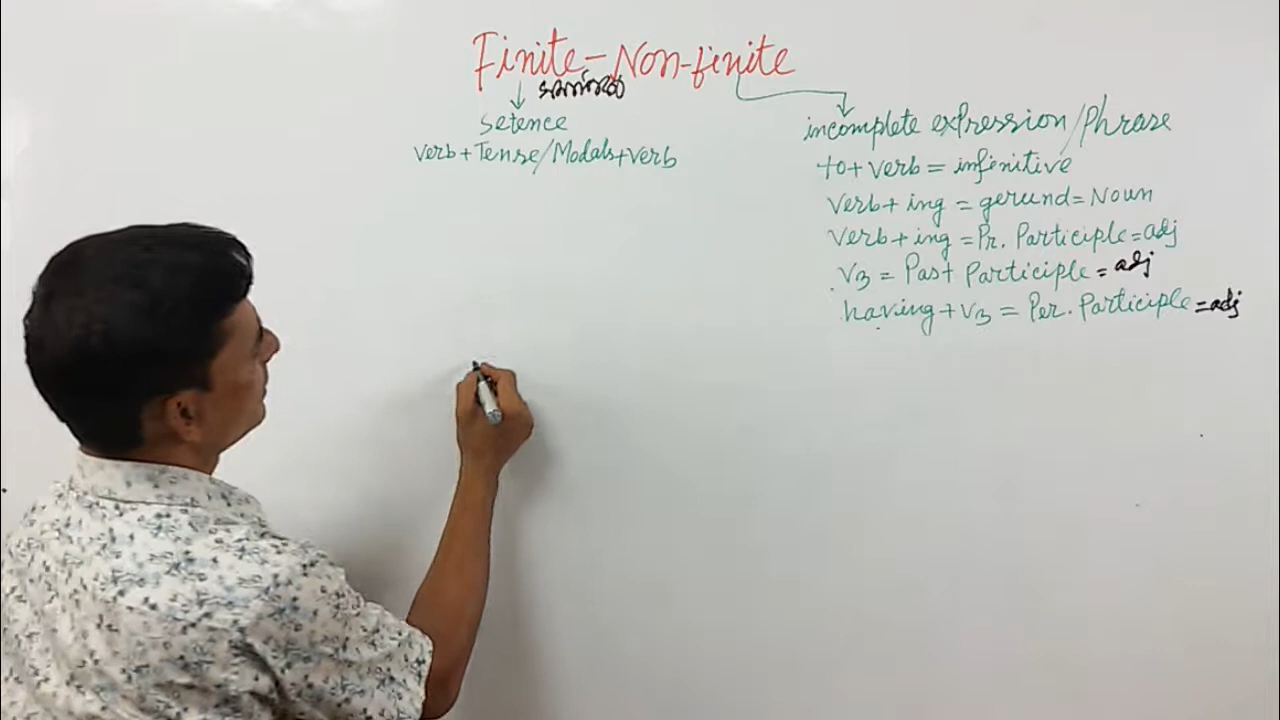 Finite-Non-finite
setence
verb+Tense/Modals+verb
incomplete expression/Phrase
to+verb=infinitive
verb+ing=gerund=Noun
verb+ing=Pr. Participle=adj
v3=Past Participle=adj
having+v3=Per. Participle=adj